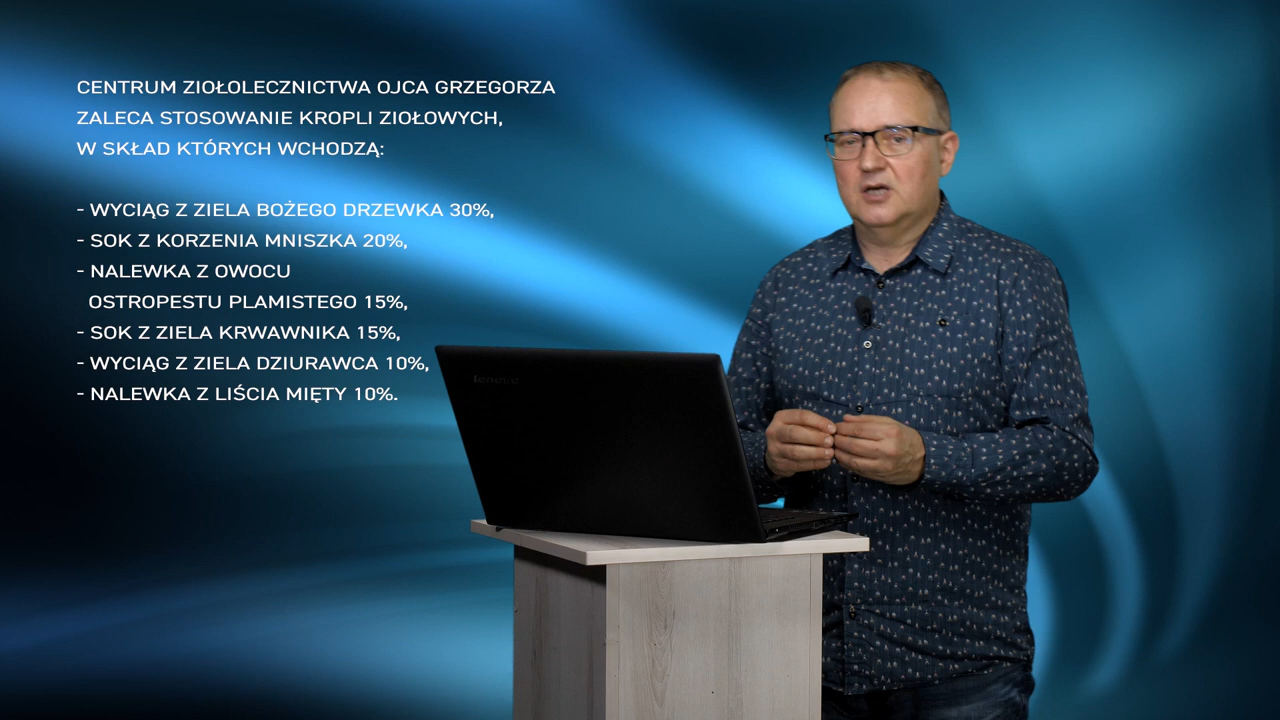 CENTRUM ZIOŁOLECZNICTWA OJCA GRZEGORZA
ZALECA STOSOWANIE KROPLI ZIOŁOWYCH,
W SKŁAD KTÓRYCH WCHODZĄ:
- WYCIĄG Z ZIELA BOŻEGO DRZEWKA 30%,
- SOK Z KORZENIA MNISZKA 20%,
- NALEWKA Z OWOCU
OSTROPESTU PLAMISTEGO 15%,
- SOK Z ZIELA KRWAWNIKA 15%,
- WYCIĄG Z ZIELA DZIURAWCA 10%,
- NALEWKA Z LIŚCIA MIĘTY 10%.
lenovo